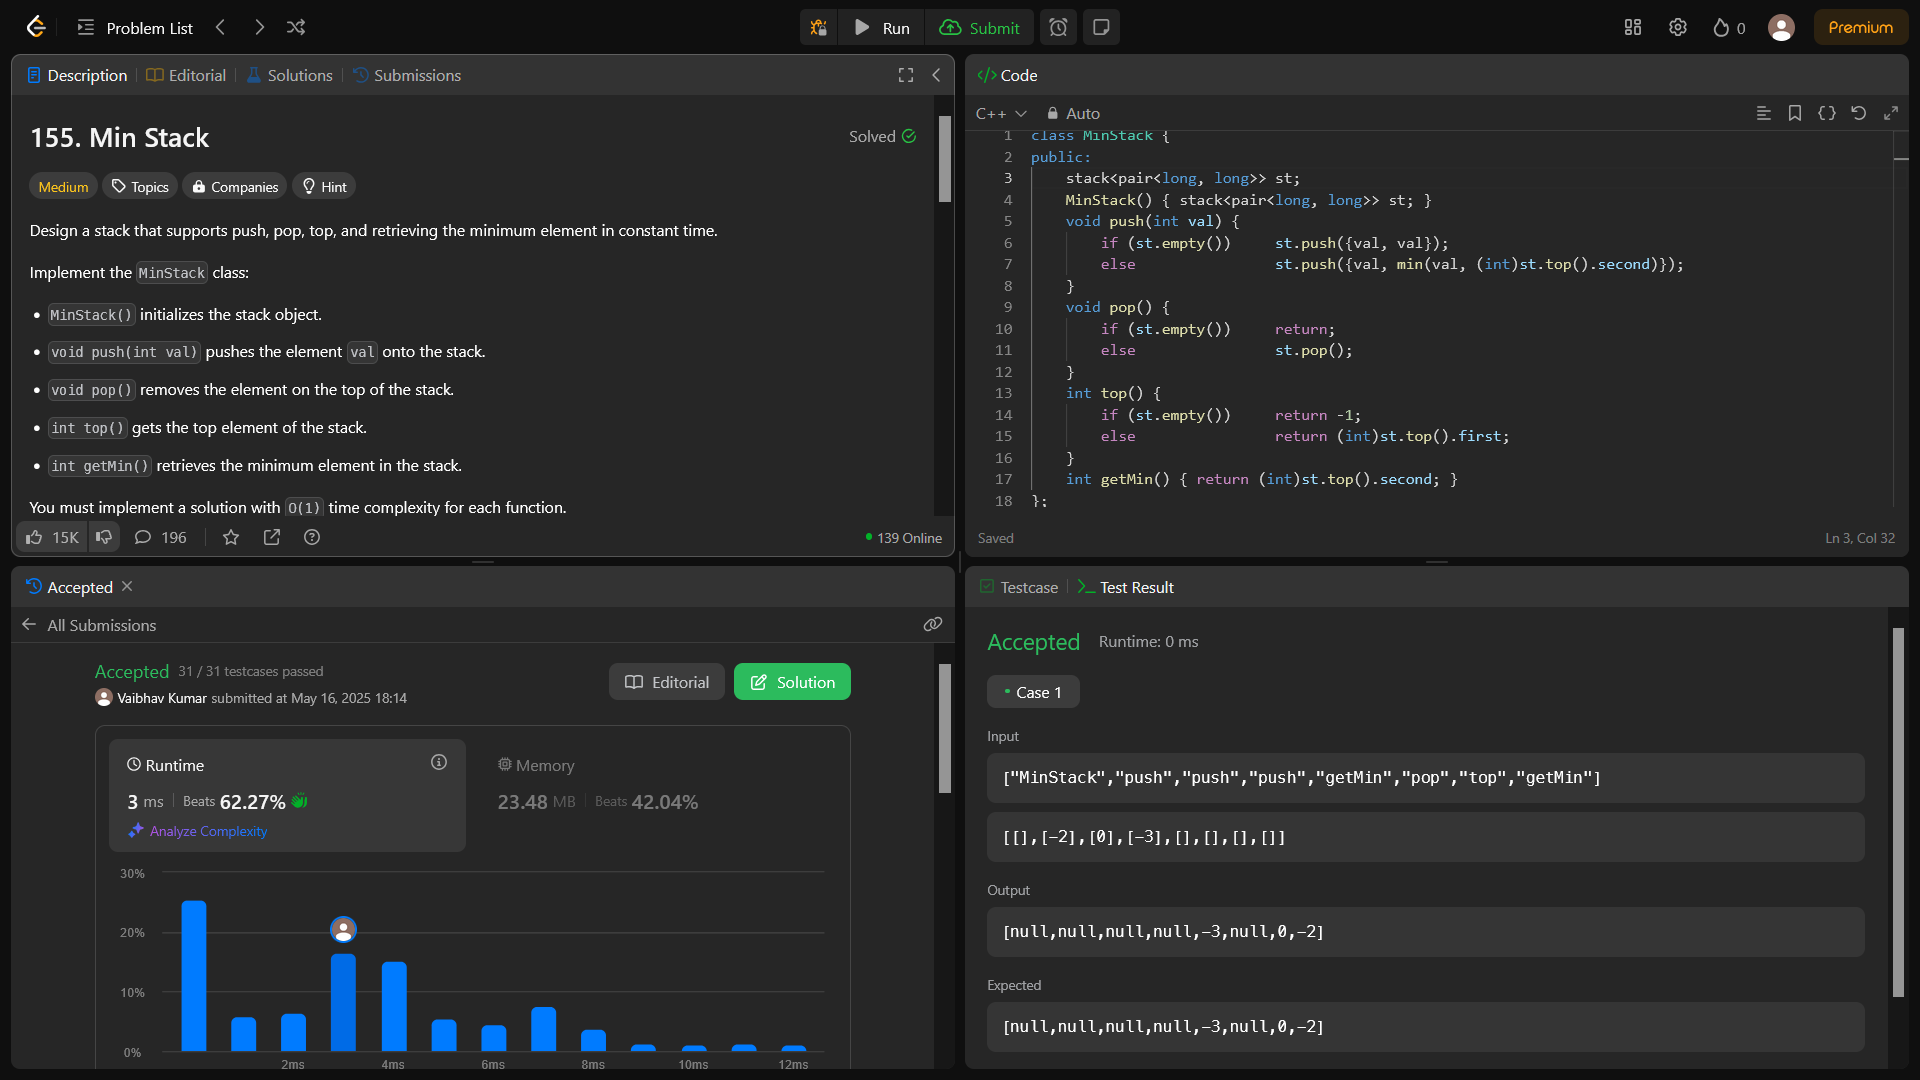 Problem List
Run
Submit
0
Premium
Description
Editorial
Solutions
Submissions
155. Min Stack
Solved
Medium
Topics
Companies
Hint
Design a stack that supports push, pop, top, and retrieving the minimum element in constant time.
Implement the MinStack class:
• MinStack() initializes the stack object.
• void push(int val) pushes the element val onto the stack.
• void pop() removes the element on the top of the stack.
• int top() gets the top element of the stack.
• int getMin() retrieves the minimum element in the stack.
You must implement a solution with O(1) time complexity for each function.
15K
196
139 Online
</> Code
C++
Auto
1 class MinStack {
2 public:
3     stack<pair<long, long>> st;
4     MinStack() { stack<pair<long, long>> st; }
5     void push(int val) {
6         if (st.empty())     st.push({val, val});
7         else                st.push({val, min(val, (int)st.top().second)});
8     }
9     void pop() {
10         if (st.empty())     return;
11         else                st.pop();
12     }
13     int top() {
14         if (st.empty())     return -1;
15         else                return (int)st.top().first;
16     }
17     int getMin() { return (int)st.top().second; }
18 };
Saved
Ln 3, Col 32
Accepted
All Submissions
Accepted 31 / 31 testcases passed
Vaibhav Kumar submitted at May 16, 2025 18:14
Editorial
Solution
Runtime
3 ms
Beats 62.27%
Analyze Complexity
Memory
23.48 MB
Beats 42.04%
30%
20%
10%
0%
2ms
4ms
6ms
8ms
10ms
12ms
Testcase
Test Result
Accepted
Runtime: 0 ms
• Case 1
Input
["MinStack","push","push","push","getMin","pop","top","getMin"]
[[],[-2],[0],[-3],[],[],[],[]]
Output
[null,null,null,null,-3,null,0,-2]
Expected
[null,null,null,null,-3,null,0,-2]